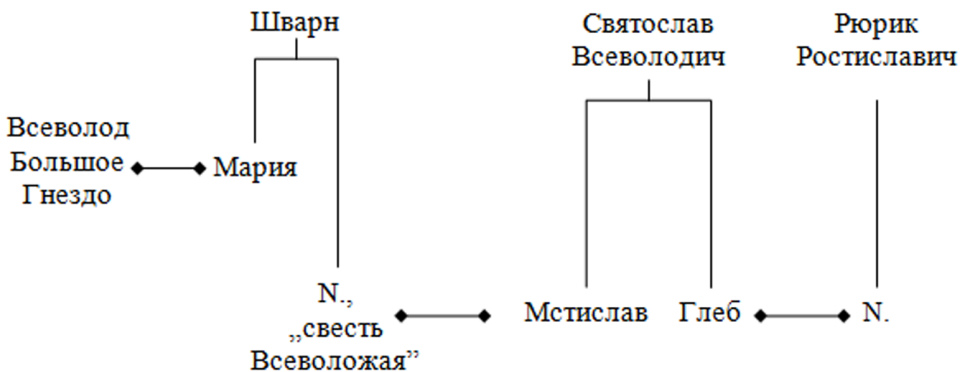 Шварн
Святослав
Всеволодич
Рюрик
Ростиславич
Всеволод
Большое
Гнездо
Мария
N.,
„свесть
Всеволожая”
Мстислав
Глеб
N.